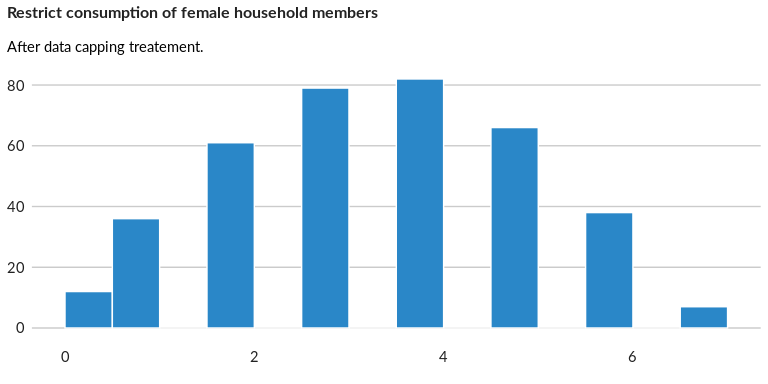 Restrict consumption of female household members
After data capping treatement.
80
60
40
20
0
0 2 4 6